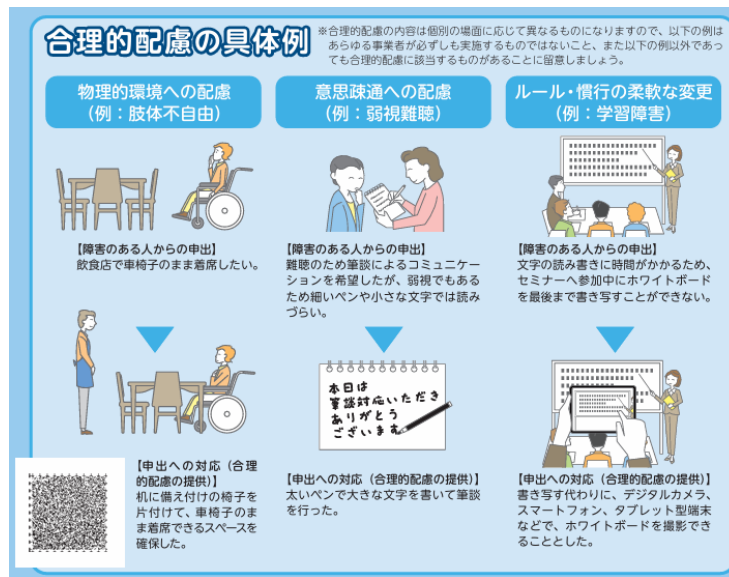 合理的配慮の具体例
※合理的配慮の内容は個別の場面に応じて異なるものになりますので、以下の例は
あらゆる事業者が必ずしも実施するものではないこと、また以下の例以外であっ
ても合理的配慮に該当するものがあることに留意しましょう。
物理的環境への配慮
（例：肢体不自由）
【障害のある人からの申出】
飲食店で車椅子のまま着席したい。
【申出への対応（合理
的配慮の提供）】
机に備え付けの椅子を
片付けて、車椅子のま
ま着席できるスペースを
確保した。
意思疎通への配慮
（例：弱視難聴）
【障害のある人からの申出】
難聴のため筆談によるコミュニケー
ションを希望したが、弱視でもある
ため細いペンや小さな文字では読み
づらい。
本日は
筆談対応いただき
ありがとう
ございます
【申出への対応（合理的配慮の提供）】
太いペンで大きな文字を書いて筆談
を行った。
ルール・慣行の柔軟な変更
（例：学習障害）
【障害のある人からの申出】
文字の読み書きに時間がかかるため、
セミナーへ参加中にホワイトボード
を最後まで書き写すことができない。
【申出への対応（合理的配慮の提供）】
書き写す代わりに、デジタルカメラ、
スマートフォン、タブレット型端末
などで、ホワイトボードを撮影でき
ることとした。